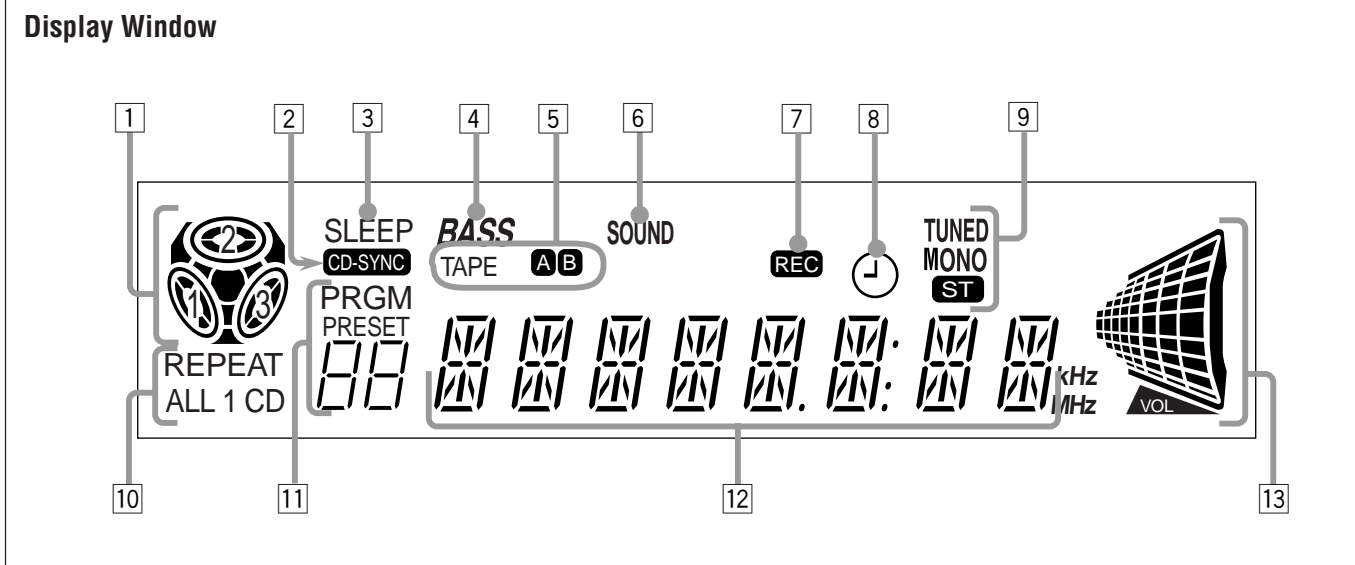 Display Window
1 2 3 4 5 6 7 8 9
SLEEP BASS SOUND TUNED
2 CD-SYNC TAPE A B REC MONO
1 3 PRGM ST
PRESET
REPEAT kHz
ALL 1 CD MHz VOL
10 11 12 13